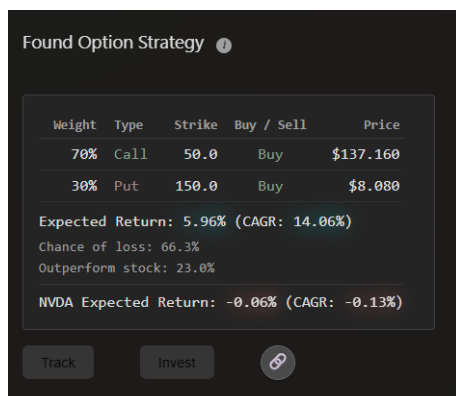 Found Option Strategy i
Weight Type Strike Buy / Sell Price
70% Call 50.0 Buy $137.160
30% Put 150.0 Buy $8.080
Expected Return: 5.96% (CAGR: 14.06%)
Chance of loss: 66.3%
Outperform stock: 23.0%
NVDA Expected Return: -0.06% (CAGR: -0.13%)
Track Invest